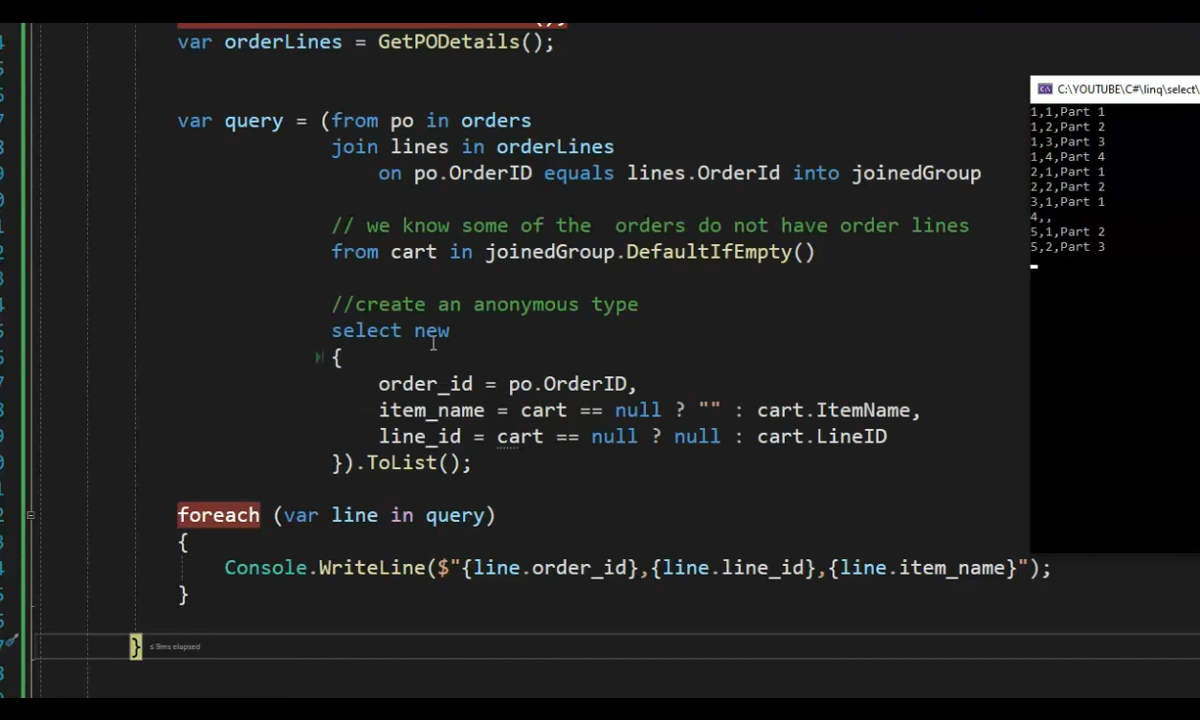 var orderLines = GetPODetails();
var query = (from po in orders
join lines in orderLines
on po.OrderID equals lines.OrderId into joinedGroup
// we know some of the  orders do not have order lines
from cart in joinedGroup.DefaultIfEmpty()
//create an anonymous type
select new
{
order_id = po.OrderID,
item_name = cart == null ? "" : cart.ItemName,
line_id = cart == null ? null : cart.LineID
}).ToList();
foreach (var line in query)
{
Console.WriteLine($"{line.order_id},{line.line_id},{line.item_name}");
}
} ≤ 9ms elapsed
C:\YOUTUBE\C#\linq\select\
1,1,Part 1
1,2,Part 2
1,3,Part 3
1,4,Part 4
2,1,Part 1
2,2,Part 2
3,1,Part 1
4,,
5,1,Part 2
5,2,Part 3